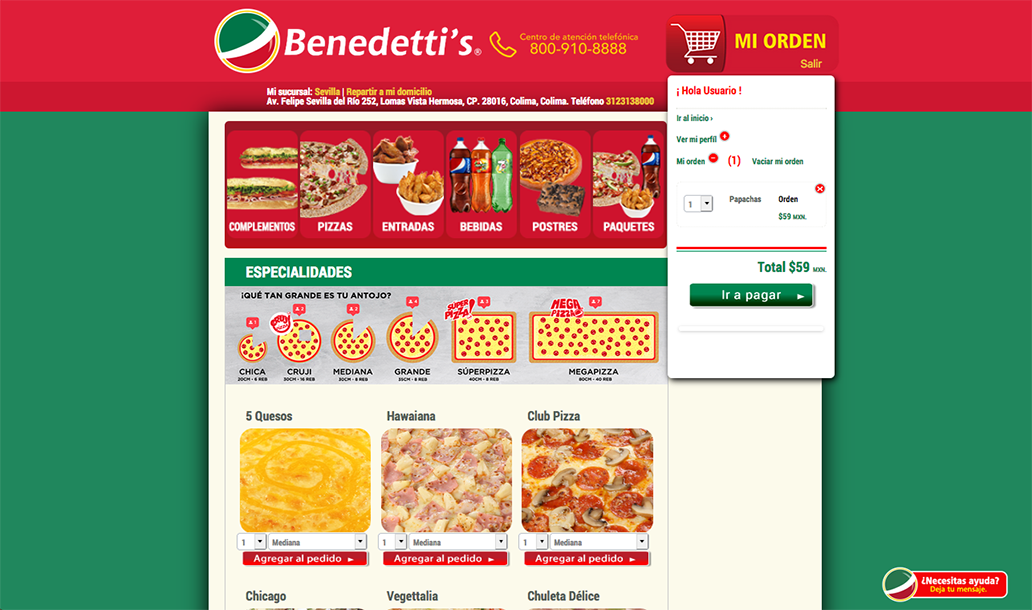 Benedetti's®
Centro de atención telefónica
800-910-8888
MI ORDEN
Salir
Mi sucursal: Sevilla | Repartir a mi domicilio
Av. Felipe Sevilla del Río 252, Lomas Vista Hermosa, CP. 28016, Colima, Colima. Teléfono 3123138000
¡ Hola Usuario !
Ir al inicio ›
Ver mi perfil +
Mi orden − (1) Vaciar mi orden
1 Papachas Orden
$59 MXN.
Total $59 MXN.
Ir a pagar ►
COMPLEMENTOS PIZZAS ENTRADAS BEBIDAS POSTRES PAQUETES
ESPECIALIDADES
¿QUÉ TAN GRANDE ES TU ANTOJO?
SÚPER PIZZA! MEGA PIZZA
CHICA CRUJI MEDIANA GRANDE SÚPERPIZZA MEGAPIZZA
20CM - 6 REB 30CM - 16 REB 30CM - 8 REB 35CM - 8 REB 40CM - 8 REB 80CM - 40 REB
5 Quesos Hawaiana Club Pizza
1 Mediana 1 Mediana 1 Mediana
Agregar al pedido ► Agregar al pedido ► Agregar al pedido ►
Chicago Vegettalia Chuleta Délice
¿Necesitas ayuda?
Deja tu mensaje.